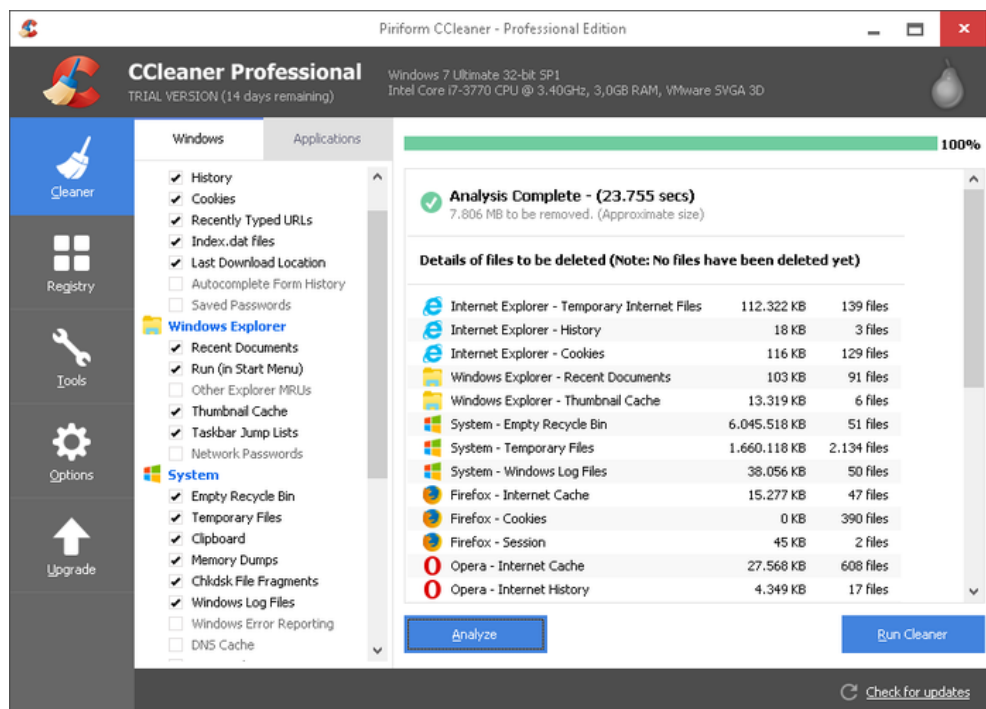 Piriform CCleaner - Professional Edition
CCleaner Professional
TRIAL VERSION (14 days remaining)
Windows 7 Ultimate 32-bit SP1
Intel Core i7-3770 CPU @ 3.40GHz, 3,0GB RAM, VMware SVGA 3D
Cleaner
Registry
Tools
Options
Upgrade
Windows Applications
History
Cookies
Recently Typed URLs
Index.dat files
Last Download Location
Autocomplete Form History
Saved Passwords
Windows Explorer
Recent Documents
Run (in Start Menu)
Other Explorer MRUs
Thumbnail Cache
Taskbar Jump Lists
Network Passwords
System
Empty Recycle Bin
Temporary Files
Clipboard
Memory Dumps
Chkdsk File Fragments
Windows Log Files
Windows Error Reporting
DNS Cache
100%
Analysis Complete - (23.755 secs)
7.806 MB to be removed. (Approximate size)
Details of files to be deleted (Note: No files have been deleted yet)
Internet Explorer - Temporary Internet Files 112.322 KB 139 files
Internet Explorer - History 18 KB 3 files
Internet Explorer - Cookies 116 KB 129 files
Windows Explorer - Recent Documents 103 KB 91 files
Windows Explorer - Thumbnail Cache 13.319 KB 6 files
System - Empty Recycle Bin 6.045.518 KB 51 files
System - Temporary Files 1.660.118 KB 2.134 files
System - Windows Log Files 38.056 KB 50 files
Firefox - Internet Cache 15.277 KB 47 files
Firefox - Cookies 0 KB 390 files
Firefox - Session 45 KB 2 files
Opera - Internet Cache 27.568 KB 608 files
Opera - Internet History 4.349 KB 17 files
Analyze
Run Cleaner
Check for updates